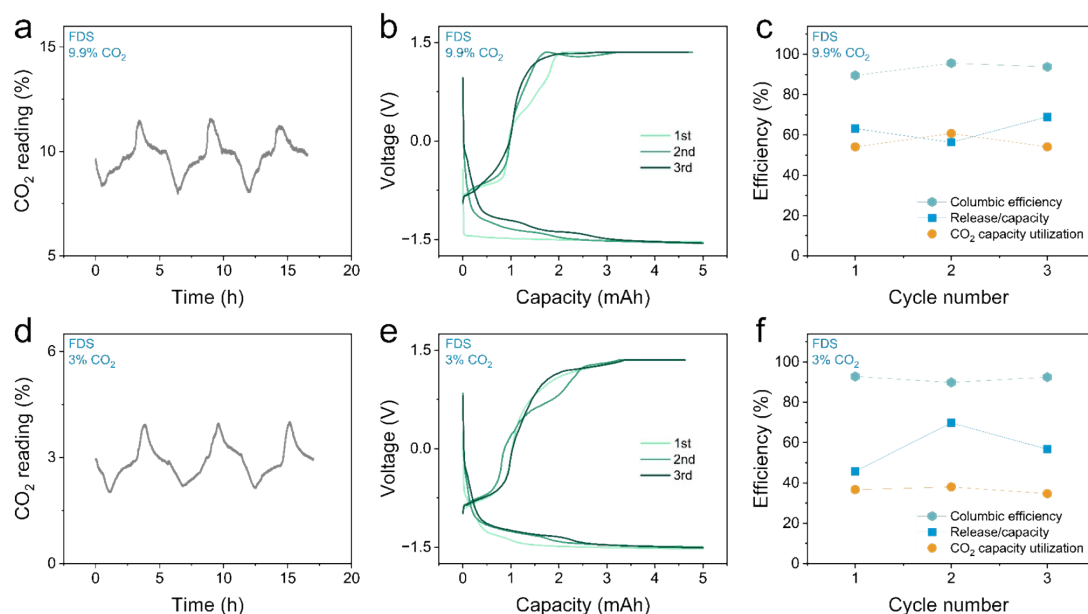 a
FDS
9.9% CO₂
15
10
5
CO₂ reading (%)
0
5
10
15
20
Time (h)
b
FDS
9.9% CO₂
1.5
0.0
−1.5
Voltage (V)
1st
2nd
3rd
0
1
2
3
4
5
Capacity (mAh)
c
FDS
9.9% CO₂
100
80
60
40
20
0
Efficiency (%)
Columbic efficiency
Release/capacity
CO₂ capacity utilization
1
2
3
Cycle number
d
FDS
3% CO₂
6
3
0
CO₂ reading (%)
0
5
10
15
20
Time (h)
e
FDS
3% CO₂
1.5
0.0
−1.5
Voltage (V)
1st
2nd
3rd
0
1
2
3
4
5
Capacity (mAh)
f
FDS
3% CO₂
100
80
60
40
20
0
Efficiency (%)
Columbic efficiency
Release/capacity
CO₂ capacity utilization
1
2
3
Cycle number